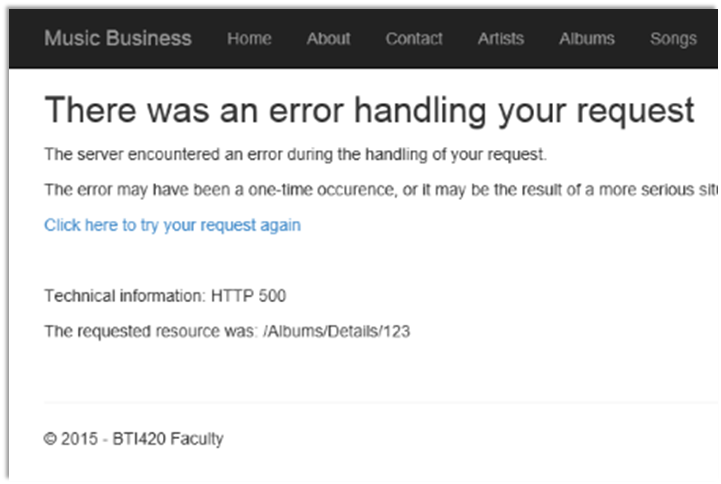 Music Business Home About Contact Artists Albums Songs
There was an error handling your request
The server encountered an error during the handling of your request.
The error may have been a one-time occurence, or it may be the result of a more serious
Click here to try your request again
Technical information: HTTP 500
The requested resource was: /Albums/Details/123
© 2015 - BTI420 Faculty